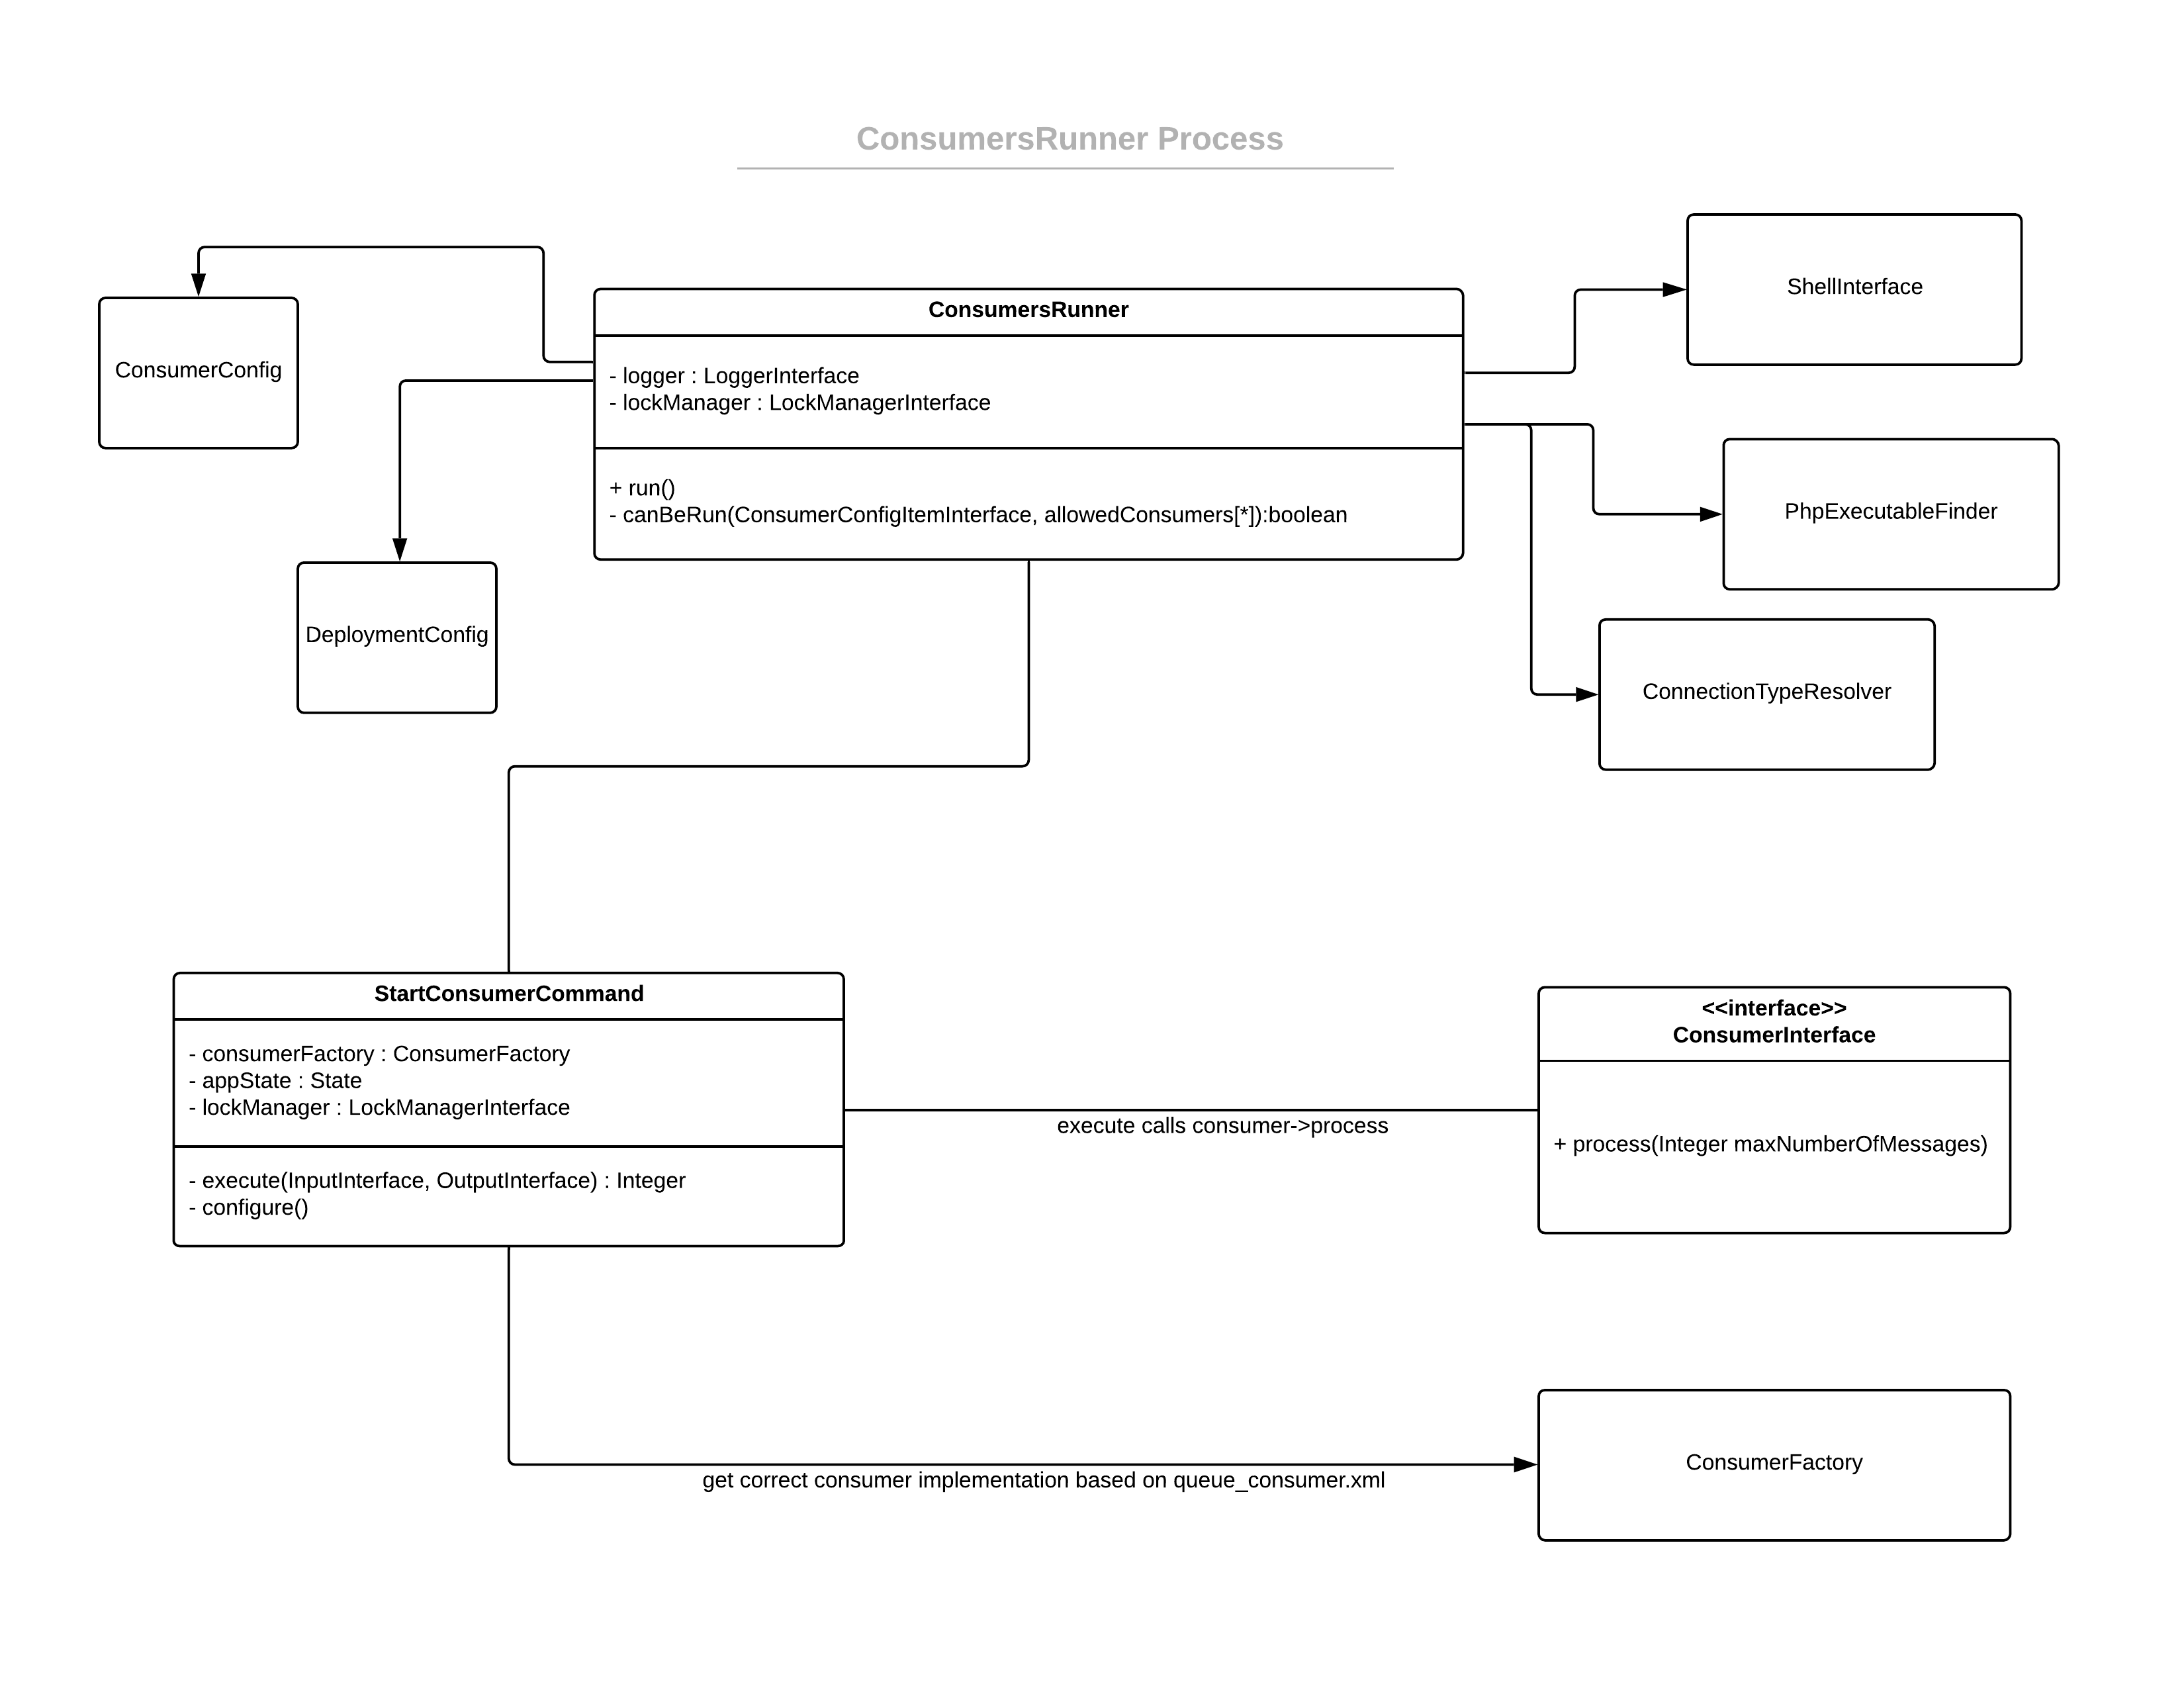 ConsumersRunner Process
ConsumerConfig
DeploymentConfig
ConsumersRunner
- logger : LoggerInterface
- lockManager : LockManagerInterface
+ run()
- canBeRun(ConsumerConfigItemInterface, allowedConsumers[*]):boolean
ShellInterface
PhpExecutableFinder
ConnectionTypeResolver
StartConsumerCommand
- consumerFactory : ConsumerFactory
- appState : State
- lockManager : LockManagerInterface
- execute(InputInterface, OutputInterface) : Integer
- configure()
execute calls consumer->process
<<interface>>
ConsumerInterface
+ process(Integer maxNumberOfMessages)
get correct consumer implementation based on queue_consumer.xml
ConsumerFactory